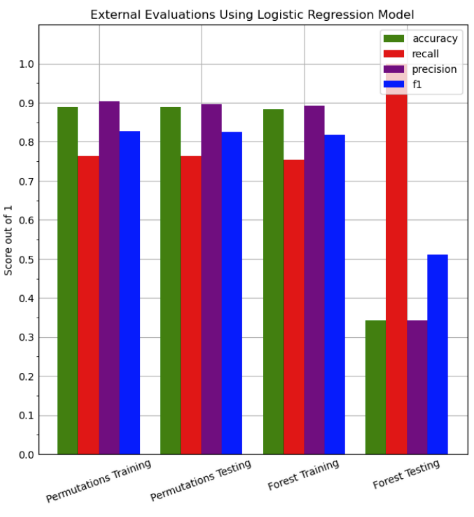 External Evaluations Using Logistic Regression Model
accuracy
recall
precision
f1
Score out of 1
1.0
0.9
0.8
0.7
0.6
0.5
0.4
0.3
0.2
0.1
0.0
Permutations Training
Permutations Testing
Forest Training
Forest Testing